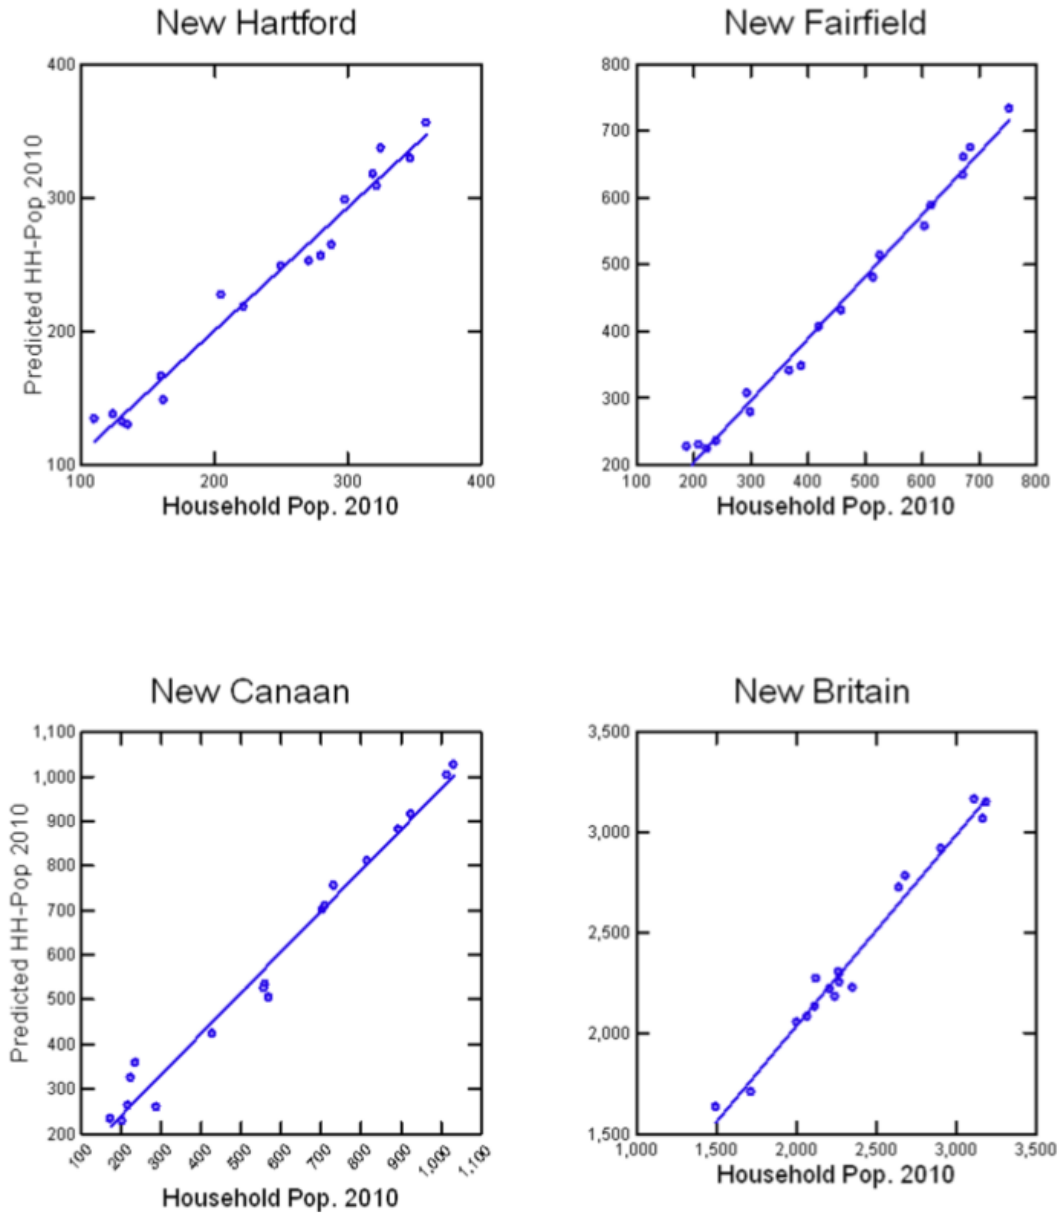 New Hartford
New Fairfield
Predicted HH-Pop 2010
400
300
200
100
100 200 300 400
Household Pop. 2010
800
700
600
500
400
300
200
100 200 300 400 500 600 700 800
Household Pop. 2010
New Canaan
New Britain
Predicted HH-Pop 2010
1,100
1,000
900
800
700
600
500
400
300
200
100 200 300 400 500 600 700 800 900 1,000 1,100
Household Pop. 2010
3,500
3,000
2,500
2,000
1,500
1,000 1,500 2,000 2,500 3,000 3,500
Household Pop. 2010